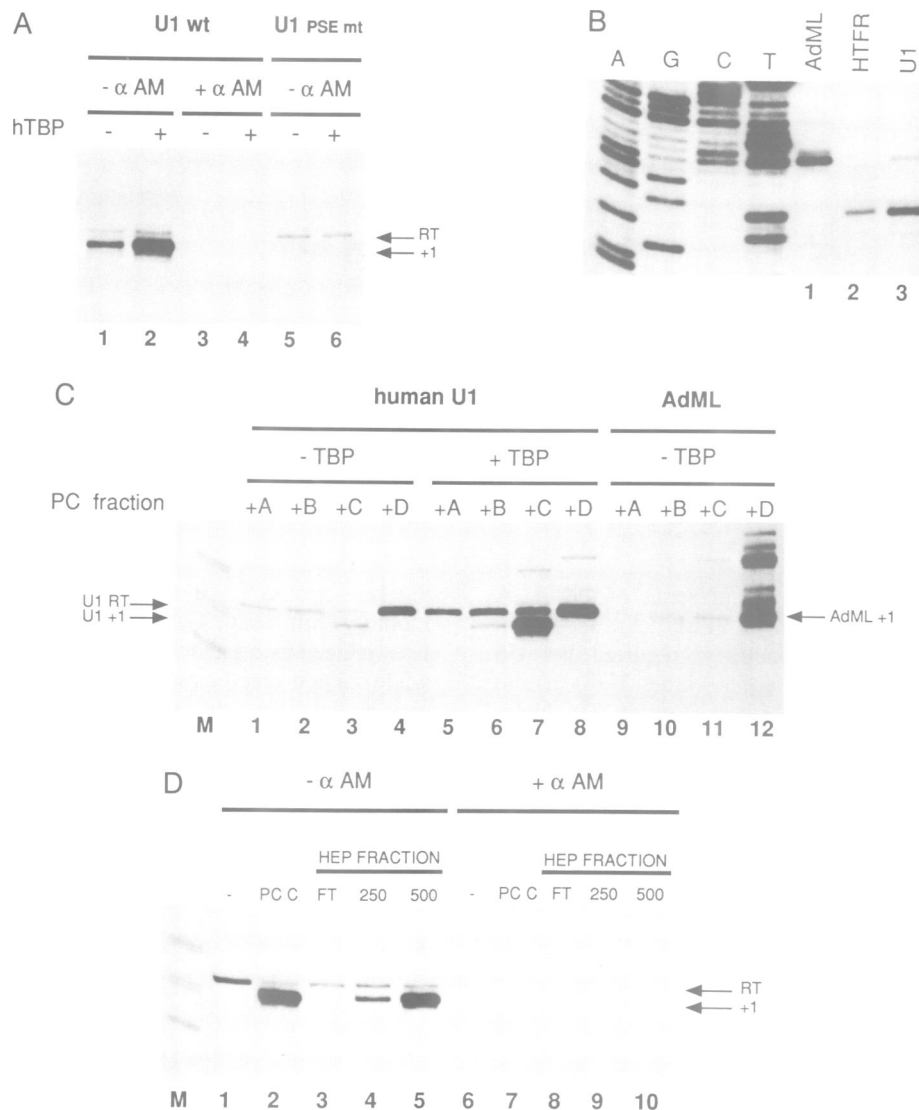 A
U1 wt
U1 PSE mt
- α AM
+ α AM
- α AM
hTBP
- + - + - +
RT
+1
1 2 3 4 5 6
B
A G C T AdML HTFR U1
1 2 3
C
human U1
AdML
- TBP
+ TBP
- TBP
PC fraction
+A +B +C +D +A +B +C +D +A +B +C +D
U1 RT
U1 +1
AdML +1
M 1 2 3 4 5 6 7 8 9 10 11 12
D
- α AM
+ α AM
HEP FRACTION
HEP FRACTION
- PC C FT 250 500 - PC C FT 250 500
RT
+1
M 1 2 3 4 5 6 7 8 9 10